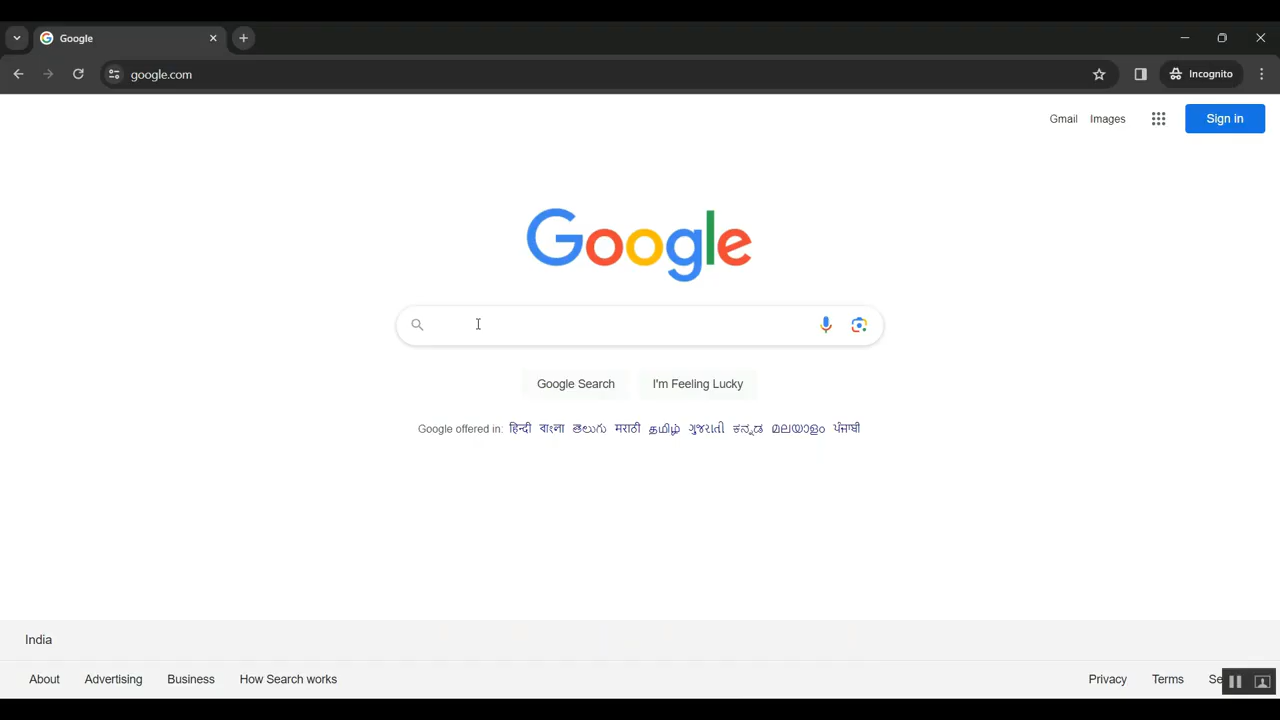 Google
google.com
Incognito
Gmail Images Sign in
Google
Google Search I'm Feeling Lucky
Google offered in: हिन्दी বাংলা తెలుగు मराठी தமிழ் ગુજરાતી ಕನ್ನಡ മലയാളം ਪੰਜਾਬੀ
India
About Advertising Business How Search works Privacy Terms